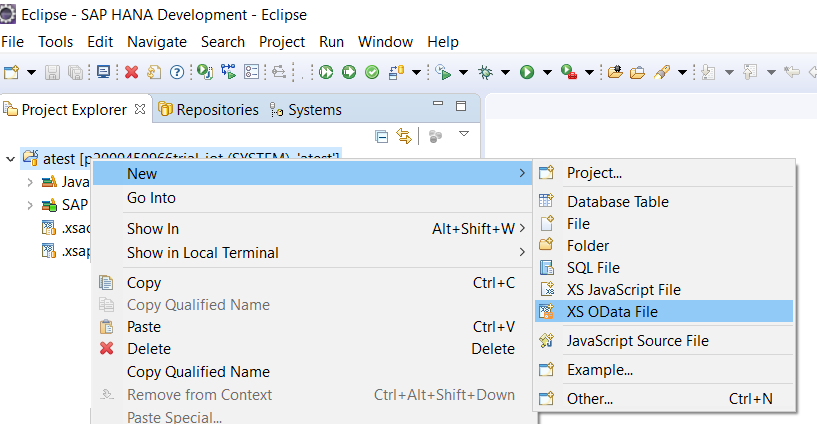 Eclipse - SAP HANA Development - Eclipse
File Tools Edit Navigate Search Project Run Window Help
Project Explorer Repositories Systems
atest
New
Go Into
Show In Alt+Shift+W
Show in Local Terminal
Copy Ctrl+C
Copy Qualified Name
Paste Ctrl+V
Delete Delete
Copy Qualified Name
Remove from Context Ctrl+Alt+Shift+Down
Paste Special...
Java
SAP
.xsac
.xsap
Project...
Database Table
File
Folder
SQL File
XS JavaScript File
XS OData File
JavaScript Source File
Example...
Other... Ctrl+N